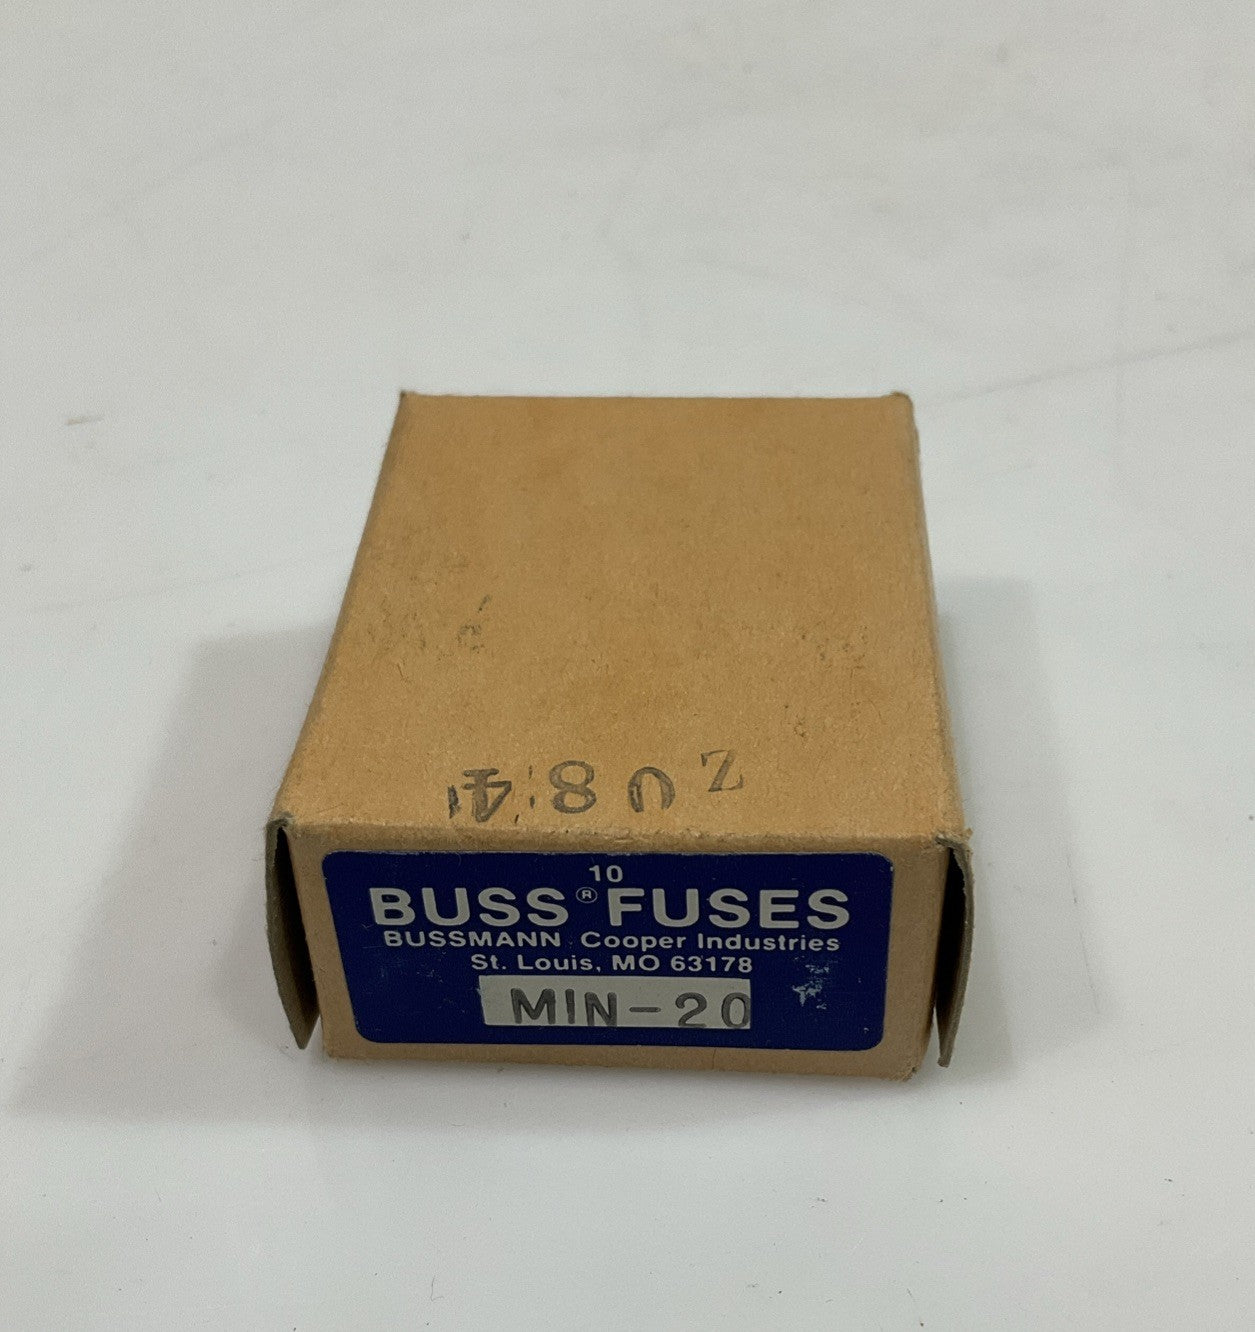 Z084
10
BUSS® FUSES
BUSSMANN Cooper Industries
St. Louis, MO 63178
MIN-20